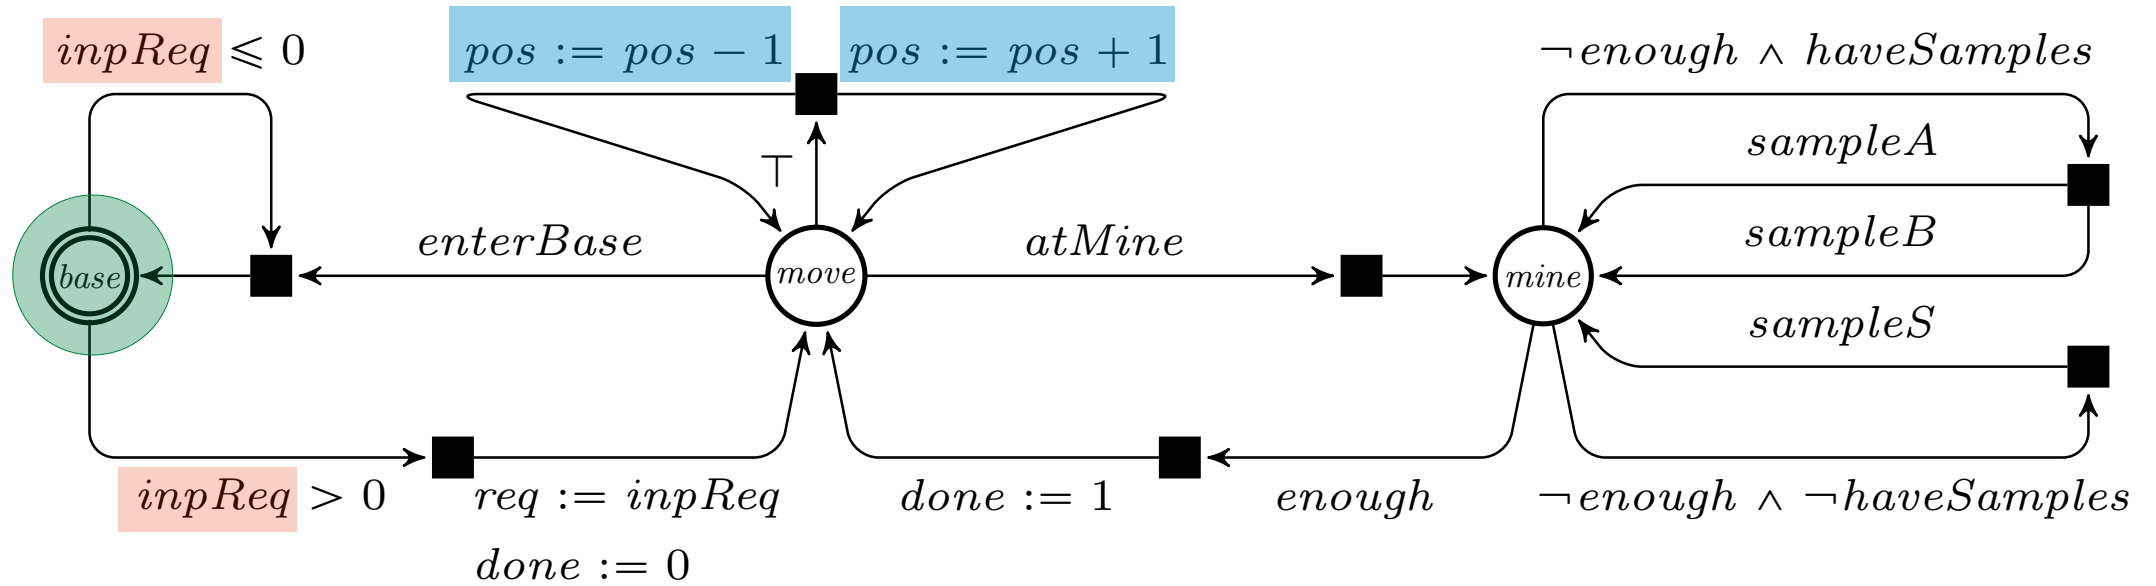 inpReq ⩽ 0
pos := pos − 1
pos := pos + 1
¬enough ∧ haveSamples
⊤
sampleA
enterBase
atMine
sampleB
base
move
mine
sampleS
inpReq > 0
req := inpReq
done := 0
done := 1
enough
¬enough ∧ ¬haveSamples